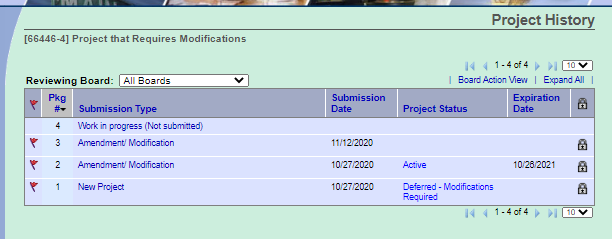 Project History
[66446-4] Project that Requires Modifications
1 - 4 of 4 10
Reviewing Board: All Boards | Board Action View | Expand All |
Pkg # Submission Type Submission Date Project Status Expiration Date
4 Work in progress (Not submitted)
3 Amendment/ Modification 11/12/2020
2 Amendment/ Modification 10/27/2020 Active 10/26/2021
1 New Project 10/27/2020 Deferred - Modifications Required
1 - 4 of 4 10